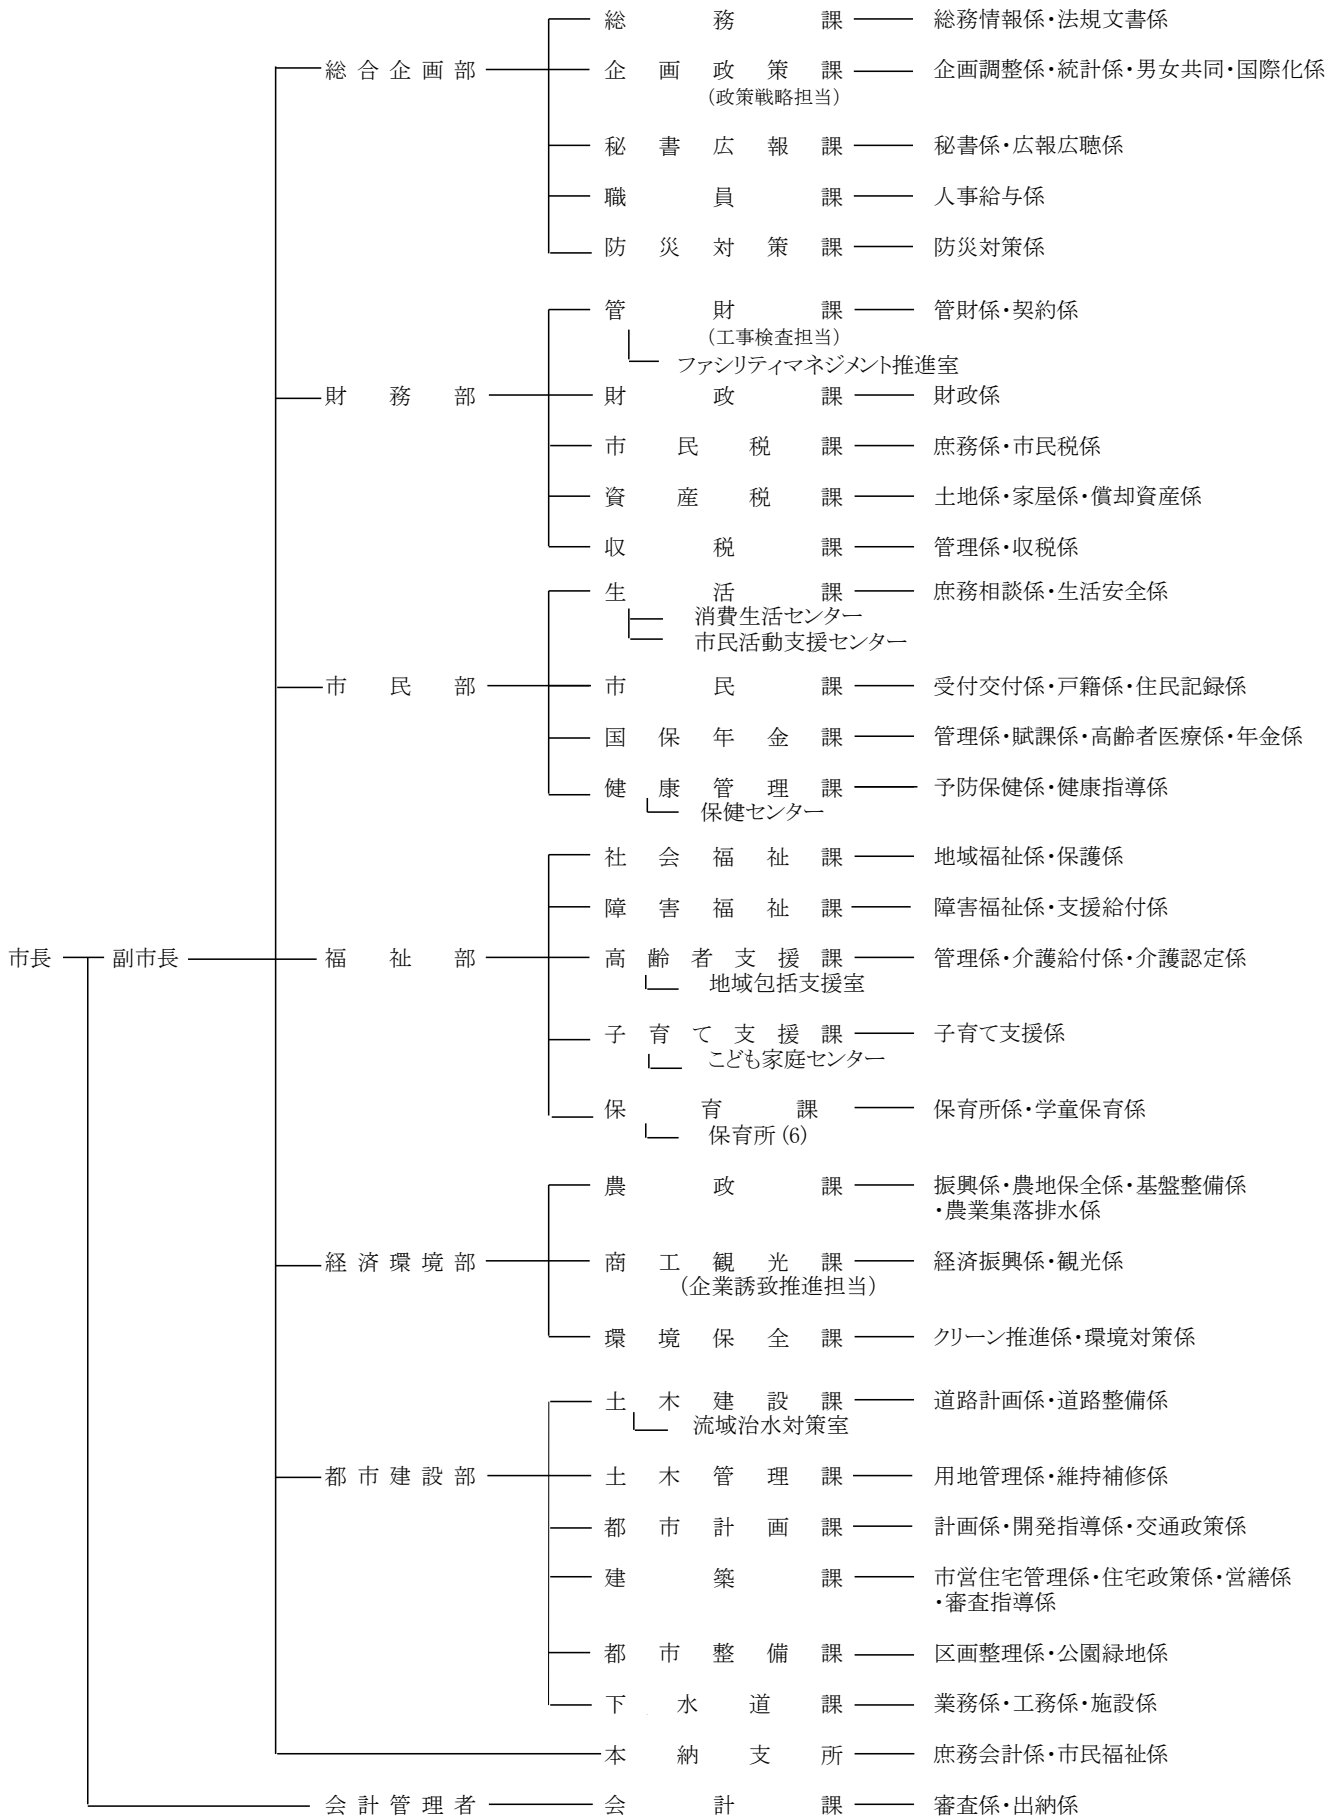 総務課 総務情報係・法規文書係
総合企画部 企画政策課 企画調整係・統計係・男女共同・国際化係
(政策戦略担当)
秘書広報課 秘書係・広報広聴係
職員課 人事給与係
防災対策課 防災対策係
管財課 管財係・契約係
(工事検査担当)
ファシリティマネジメント推進室
財務部 財政課 財政係
市民税課 庶務係・市民税係
資産税課 土地係・家屋係・償却資産係
収税課 管理係・収税係
生活課 庶務相談係・生活安全係
消費生活センター
市民活動支援センター
市民部 市民課 受付交付係・戸籍係・住民記録係
国保年金課 管理係・賦課係・高齢者医療係・年金係
健康管理課 予防保健係・健康指導係
保健センター
社会福祉課 地域福祉係・保護係
障害福祉課 障害福祉係・支援給付係
市長 副市長 福祉部 高齢者支援課 管理係・介護給付係・介護認定係
地域包括支援室
子育て支援課 子育て支援係
こども家庭センター
保育課 保育所係・学童保育係
保育所(6)
農政課 振興係・農地保全係・基盤整備係
・農業集落排水係
経済環境部 商工観光課 経済振興係・観光係
(企業誘致推進担当)
環境保全課 クリーン推進係・環境対策係
土木建設課 道路計画係・道路整備係
流域治水対策室
都市建設部 土木管理課 用地管理係・維持補修係
都市計画課 計画係・開発指導係・交通政策係
建築課 市営住宅管理係・住宅政策係・営繕係
・審査指導係
都市整備課 区画整理係・公園緑地係
下水道課 業務係・工務係・施設係
本納支所 庶務会計係・市民福祉係
会計管理者 会計課 審査係・出納係